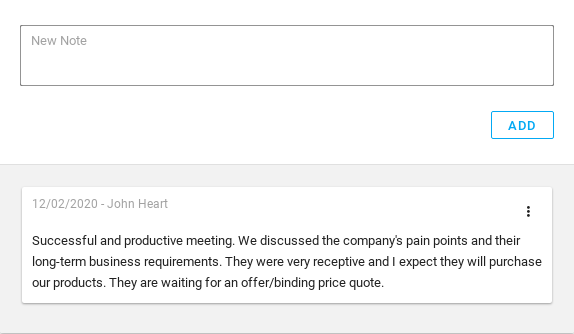 New Note
ADD
12/02/2020 - John Heart
Successful and productive meeting. We discussed the company's pain points and their
long-term business requirements. They were very receptive and I expect they will purchase
our products. They are waiting for an offer/binding price quote.